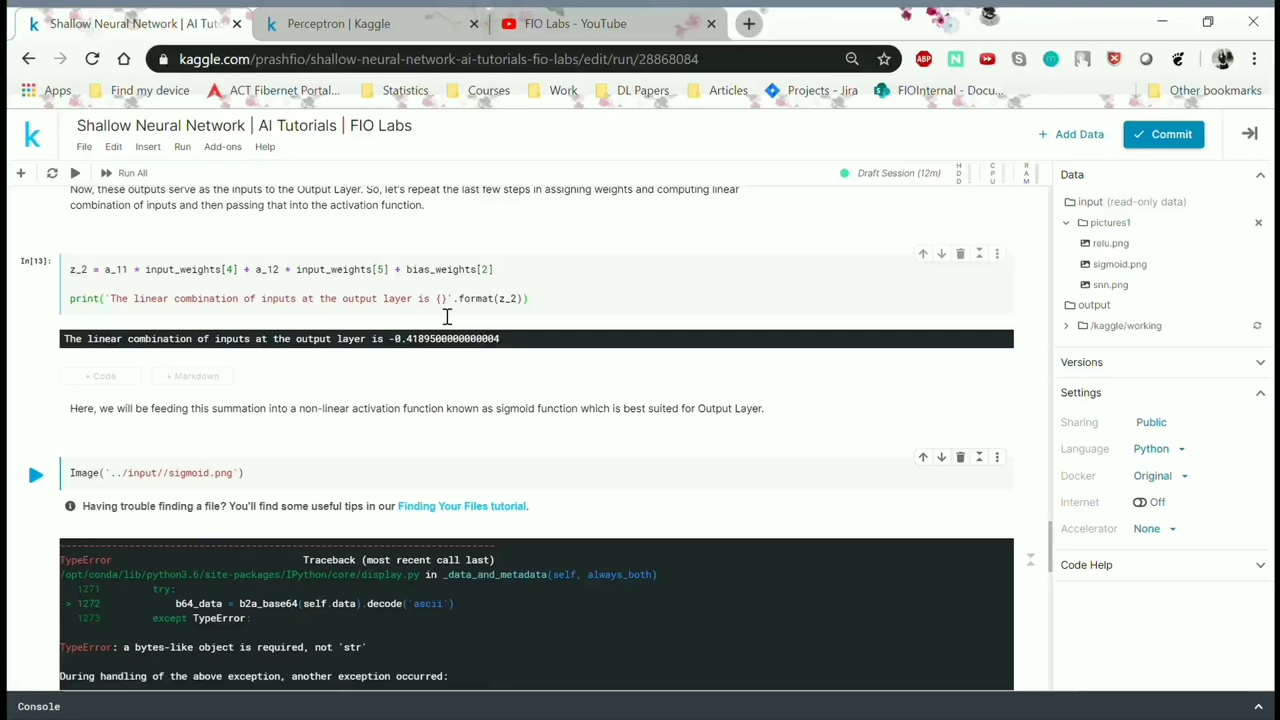 Shallow Neural Network | AI Tuto
Perceptron | Kaggle
FIO Labs - YouTube
kaggle.com/prashfio/shallow-neural-network-ai-tutorials-fio-labs/edit/run/28868084
Apps
Find my device
ACT Fibernet Portal...
Statistics
Courses
Work
DL Papers
Articles
Projects - Jira
FIOInternal - Docu...
Other bookmarks
k
Shallow Neural Network | AI Tutorials | FIO Labs
+ Add Data
Commit
File Edit Insert Run Add-ons Help
Run All
Draft Session (12m)
HDD
CPU
RAM
Now, these outputs serve as the inputs to the Output Layer. So, let's repeat the last few steps in assigning weights and computing linear
combination of inputs and then passing that into the activation function.
In[13]:
z_2 = a_11 * input_weights[4] + a_12 * input_weights[5] + bias_weights[2]
print('The linear combination of inputs at the output layer is {}'.format(z_2))
The linear combination of inputs at the output layer is -0.4189500000000004
+ Code
+ Markdown
Here, we will be feeding this summation into a non-linear activation function known as sigmoid function which is best suited for Output Layer.
Image('../input//sigmoid.png')
Having trouble finding a file? You'll find some useful tips in our Finding Your Files tutorial.
---------------------------------------------------------------------------
TypeError Traceback (most recent call last)
/opt/conda/lib/python3.6/site-packages/IPython/core/display.py in _data_and_metadata(self, always_both)
1271 try:
> 1272 b64_data = b2a_base64(self.data).decode('ascii')
1273 except TypeError:
TypeError: a bytes-like object is required, not 'str'
During handling of the above exception, another exception occurred:
Data
input (read-only data)
pictures1
relu.png
sigmoid.png
snn.png
output
/kaggle/working
Versions
Settings
Sharing Public
Language Python
Docker Original
Internet Off
Accelerator None
Code Help
Console